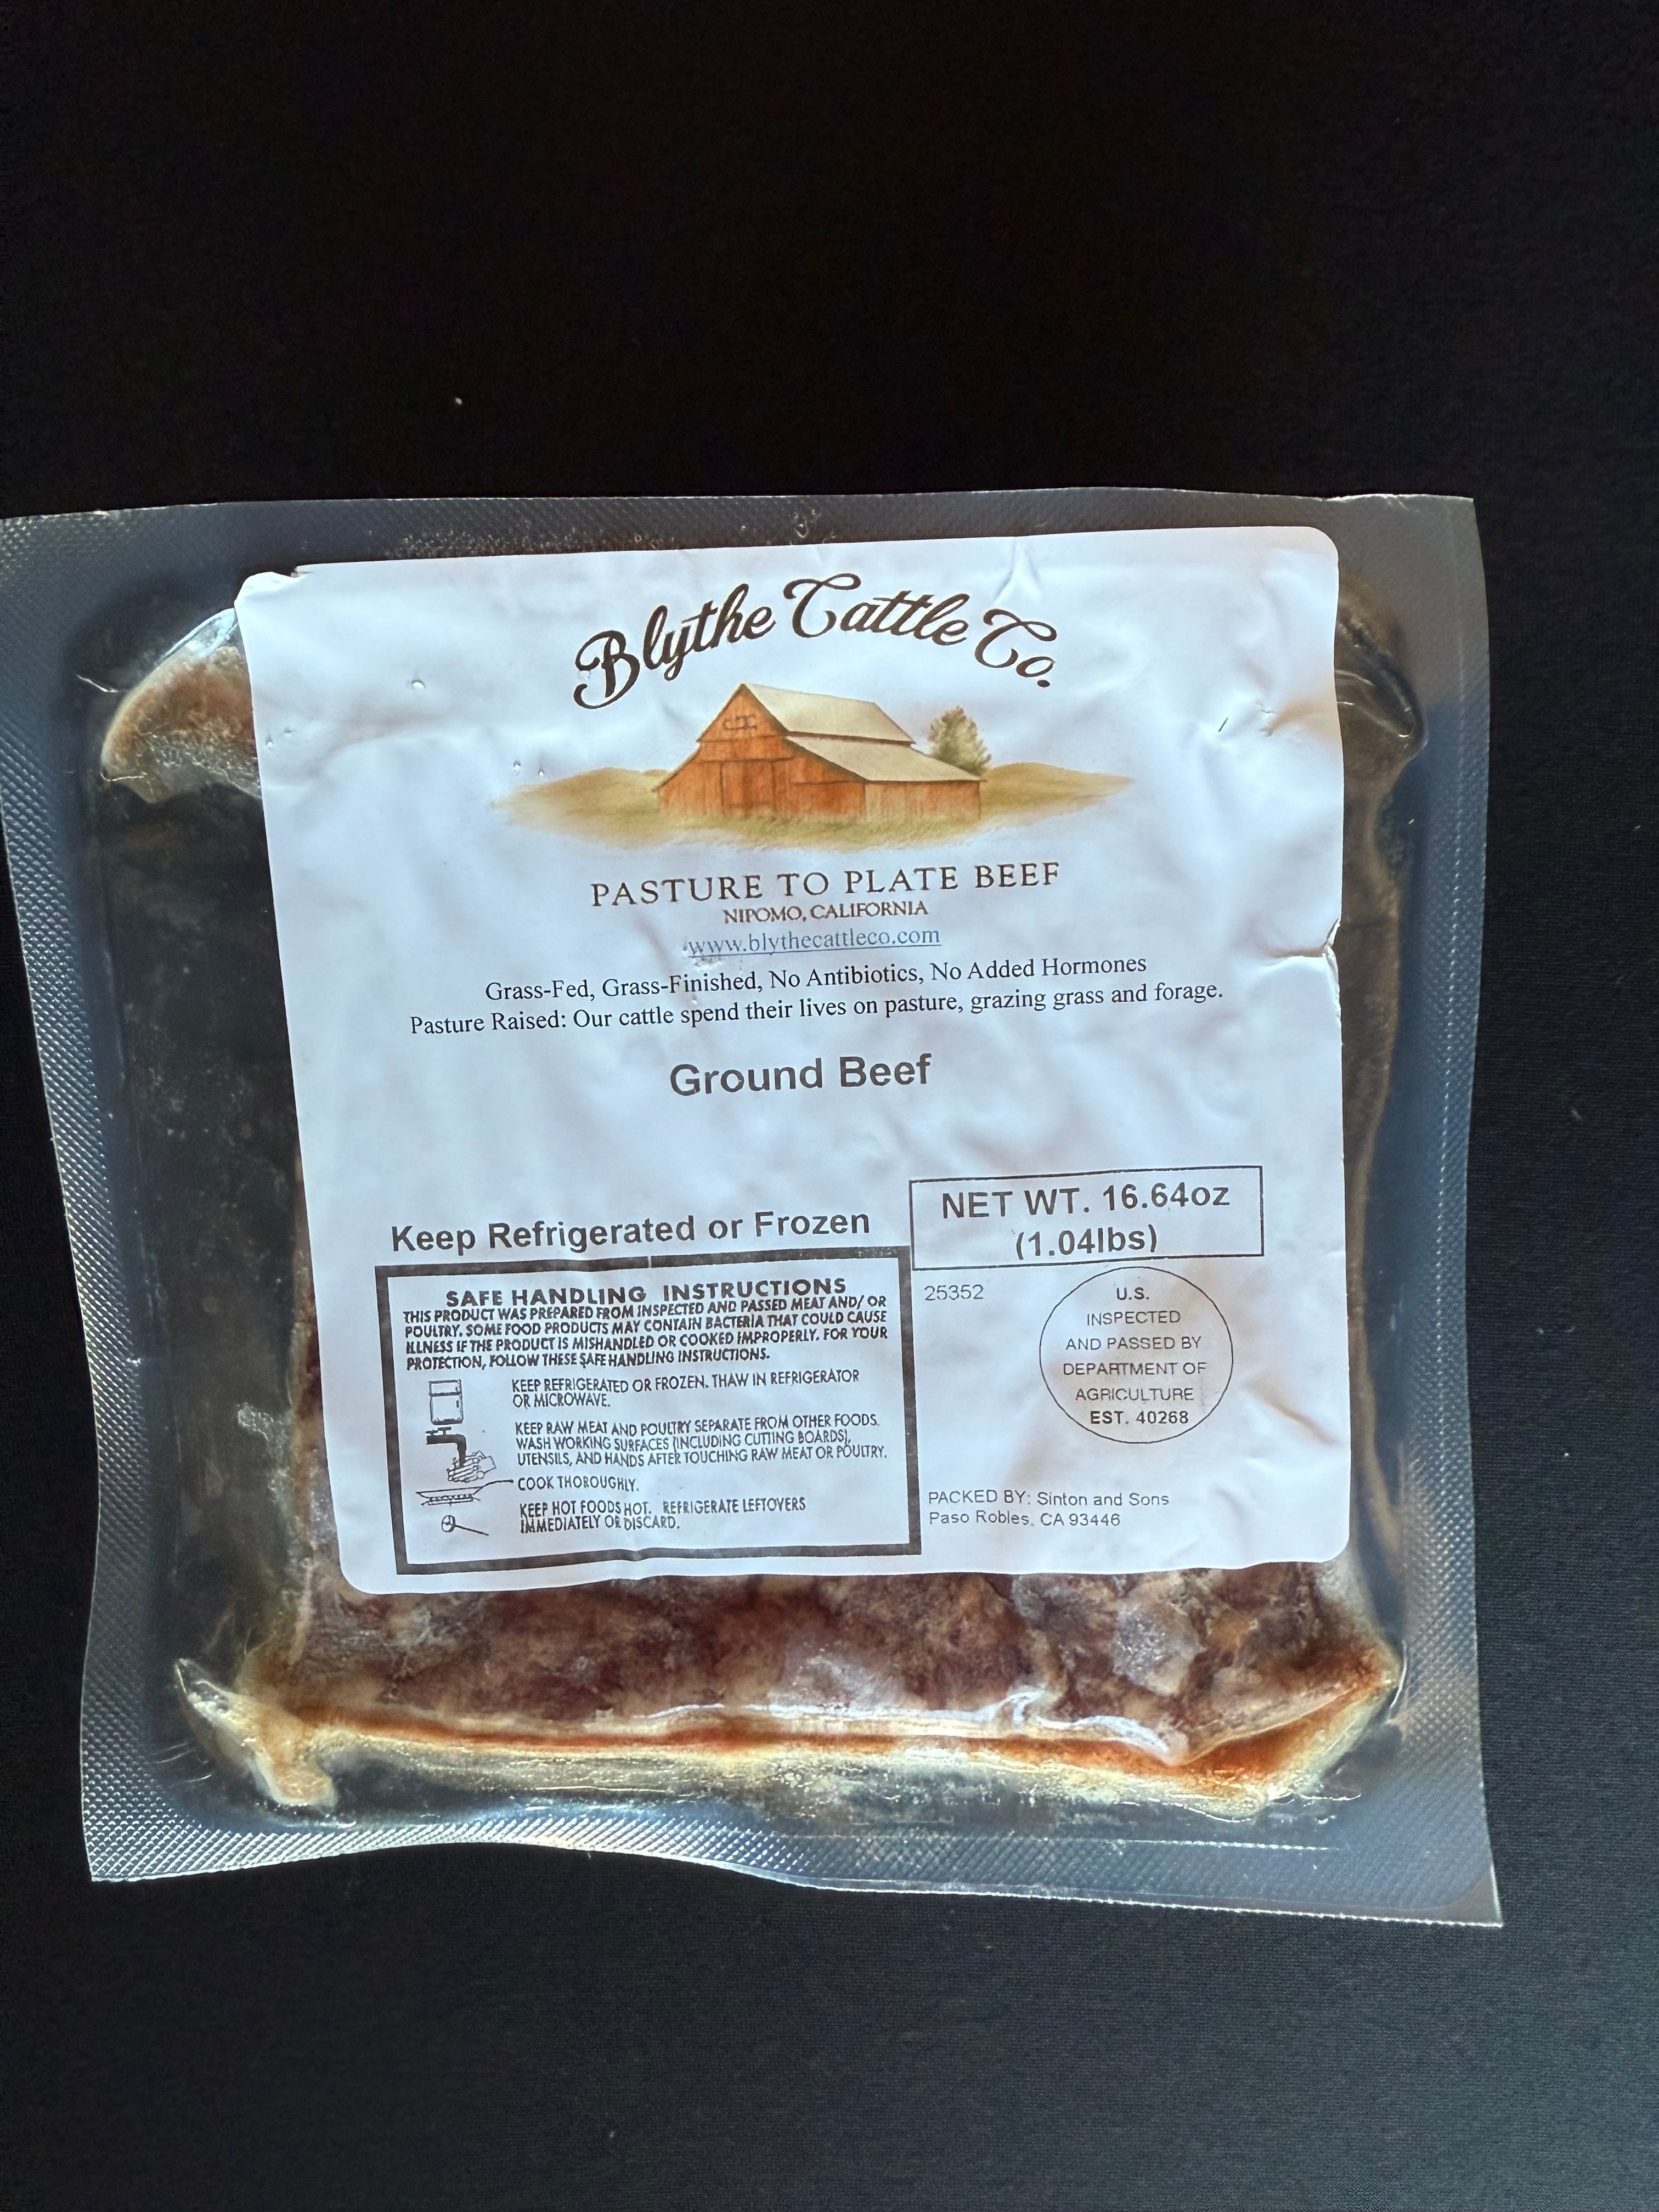 Blythe Cattle Co.
PASTURE TO PLATE BEEF
NIPOMO, CALIFORNIA
www.blythecattleco.com
Grass-Fed, Grass-Finished, No Antibiotics, No Added Hormones
Pasture Raised: Our cattle spend their lives on pasture, grazing grass and forage.
Ground Beef
Keep Refrigerated or Frozen
NET WT. 16.64oz
(1.04lbs)
SAFE HANDLING INSTRUCTIONS
THIS PRODUCT WAS PREPARED FROM INSPECTED AND PASSED MEAT AND/ OR
POULTRY. SOME FOOD PRODUCTS MAY CONTAIN BACTERIA THAT COULD CAUSE
ILLNESS IF THE PRODUCT IS MISHANDLED OR COOKED IMPROPERLY. FOR YOUR
PROTECTION, FOLLOW THESE SAFE HANDLING INSTRUCTIONS.
KEEP REFRIGERATED OR FROZEN. THAW IN REFRIGERATOR
OR MICROWAVE.
KEEP RAW MEAT AND POULTRY SEPARATE FROM OTHER FOODS.
WASH WORKING SURFACES (INCLUDING CUTTING BOARDS),
UTENSILS, AND HANDS AFTER TOUCHING RAW MEAT OR POULTRY.
COOK THOROUGHLY.
KEEP HOT FOODS HOT. REFRIGERATE LEFTOVERS
IMMEDIATELY OR DISCARD.
25352
U.S.
INSPECTED
AND PASSED BY
DEPARTMENT OF
AGRICULTURE
EST. 40268
PACKED BY: Sinton and Sons
Paso Robles, CA 93446